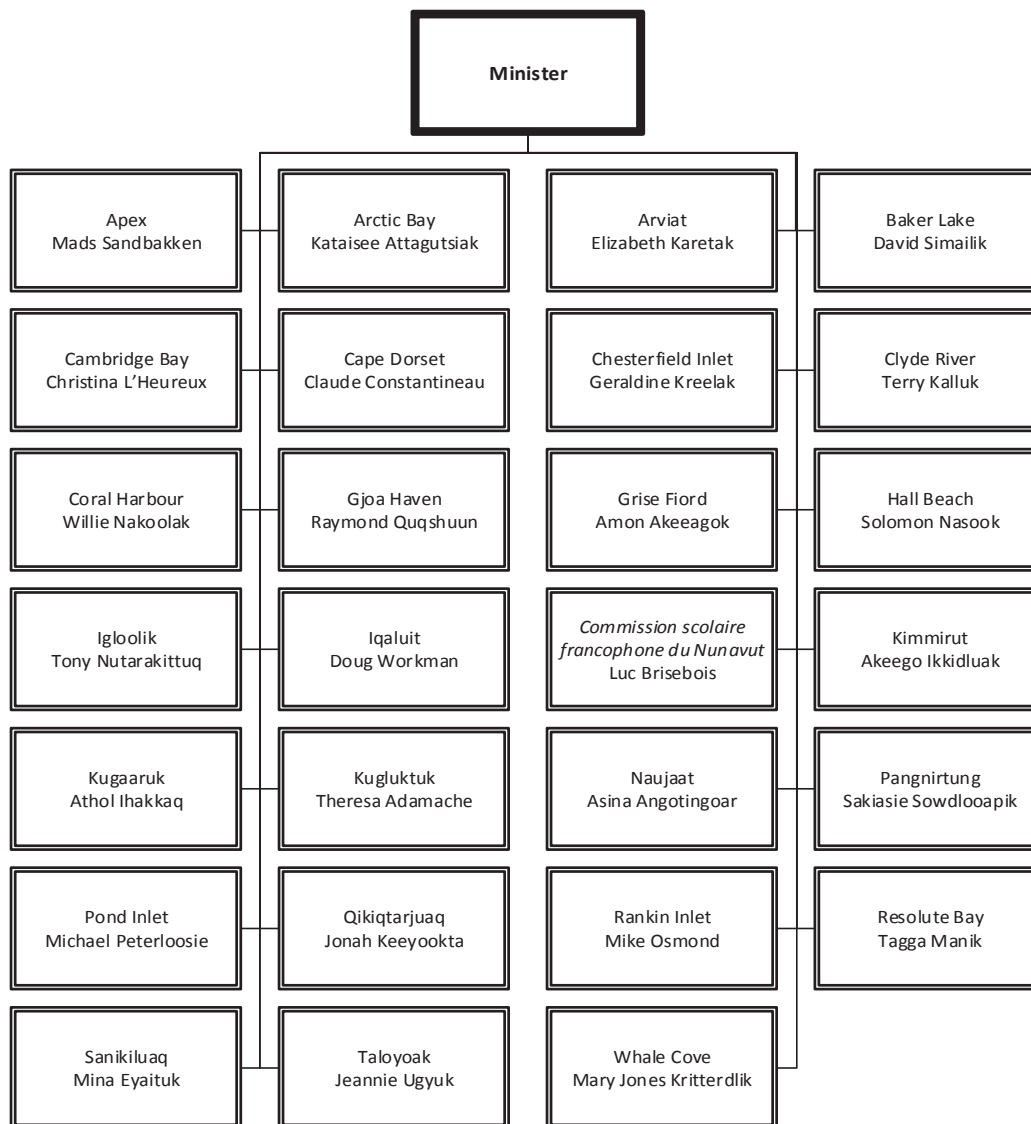 Minister
Apex
Mads Sandbakken
Arctic Bay
Kataisee Attagutsiak
Arviat
Elizabeth Karetak
Baker Lake
David Simailik
Cambridge Bay
Christina L’Heureux
Cape Dorset
Claude Constantineau
Chesterfield Inlet
Geraldine Kreelak
Clyde River
Terry Kalluk
Coral Harbour
Willie Nakoolak
Gjoa Haven
Raymond Quqshuun
Grise Fiord
Amon Akeeagok
Hall Beach
Solomon Nasook
Igloolik
Tony Nutarakittuq
Iqaluit
Doug Workman
Commission scolaire
francophone du Nunavut
Luc Brisebois
Kimmirut
Akeego Ikkidluak
Kugaaruk
Athol Ihakkaq
Kugluktuk
Theresa Adamache
Naujaat
Asina Angotingoar
Pangnirtung
Sakiasie Sowdlooapik
Pond Inlet
Michael Peterloosie
Qikiqtarjuaq
Jonah Keeyookta
Rankin Inlet
Mike Osmond
Resolute Bay
Tagga Manik
Sanikiluaq
Mina Eyaituk
Taloyoak
Jeannie Ugyuk
Whale Cove
Mary Jones Kritterdlik